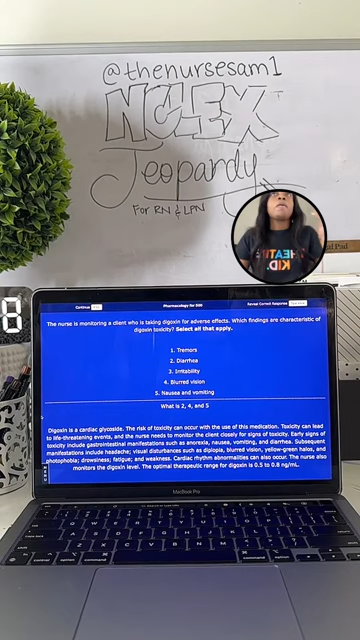 @thenursesam1
NCLEX
Jeopardy
For RN & LPN
HEATIVE
KID.
Pad
8
Continue
Pharmacology for 500
Reveal Correct Response
The nurse is monitoring a client who is taking digoxin for adverse effects. Which findings are characteristic of
digoxin toxicity? Select all that apply.
1. Tremors
2. Diarrhea
3. Irritability
4. Blurred vision
5. Nausea and vomiting
What is 2, 4, and 5
Digoxin is a cardiac glycoside. The risk of toxicity can occur with the use of this medication. Toxicity can
lead to life-threatening events, and the nurse needs to monitor the client closely for signs of toxicity. Early signs of
toxicity include gastrointestinal manifestations such as anorexia, nausea, vomiting, and diarrhea. Subsequent
manifestations include headache; visual disturbances such as diplopia, blurred vision, yellow-green halos, and
photophobia; drowsiness; fatigue; and weakness. Cardiac rhythm abnormalities can also occur. The nurse also
monitors the digoxin level. The optimal therapeutic range for digoxin is 0.5 to 0.8 ng/mL.
MacBook Pro